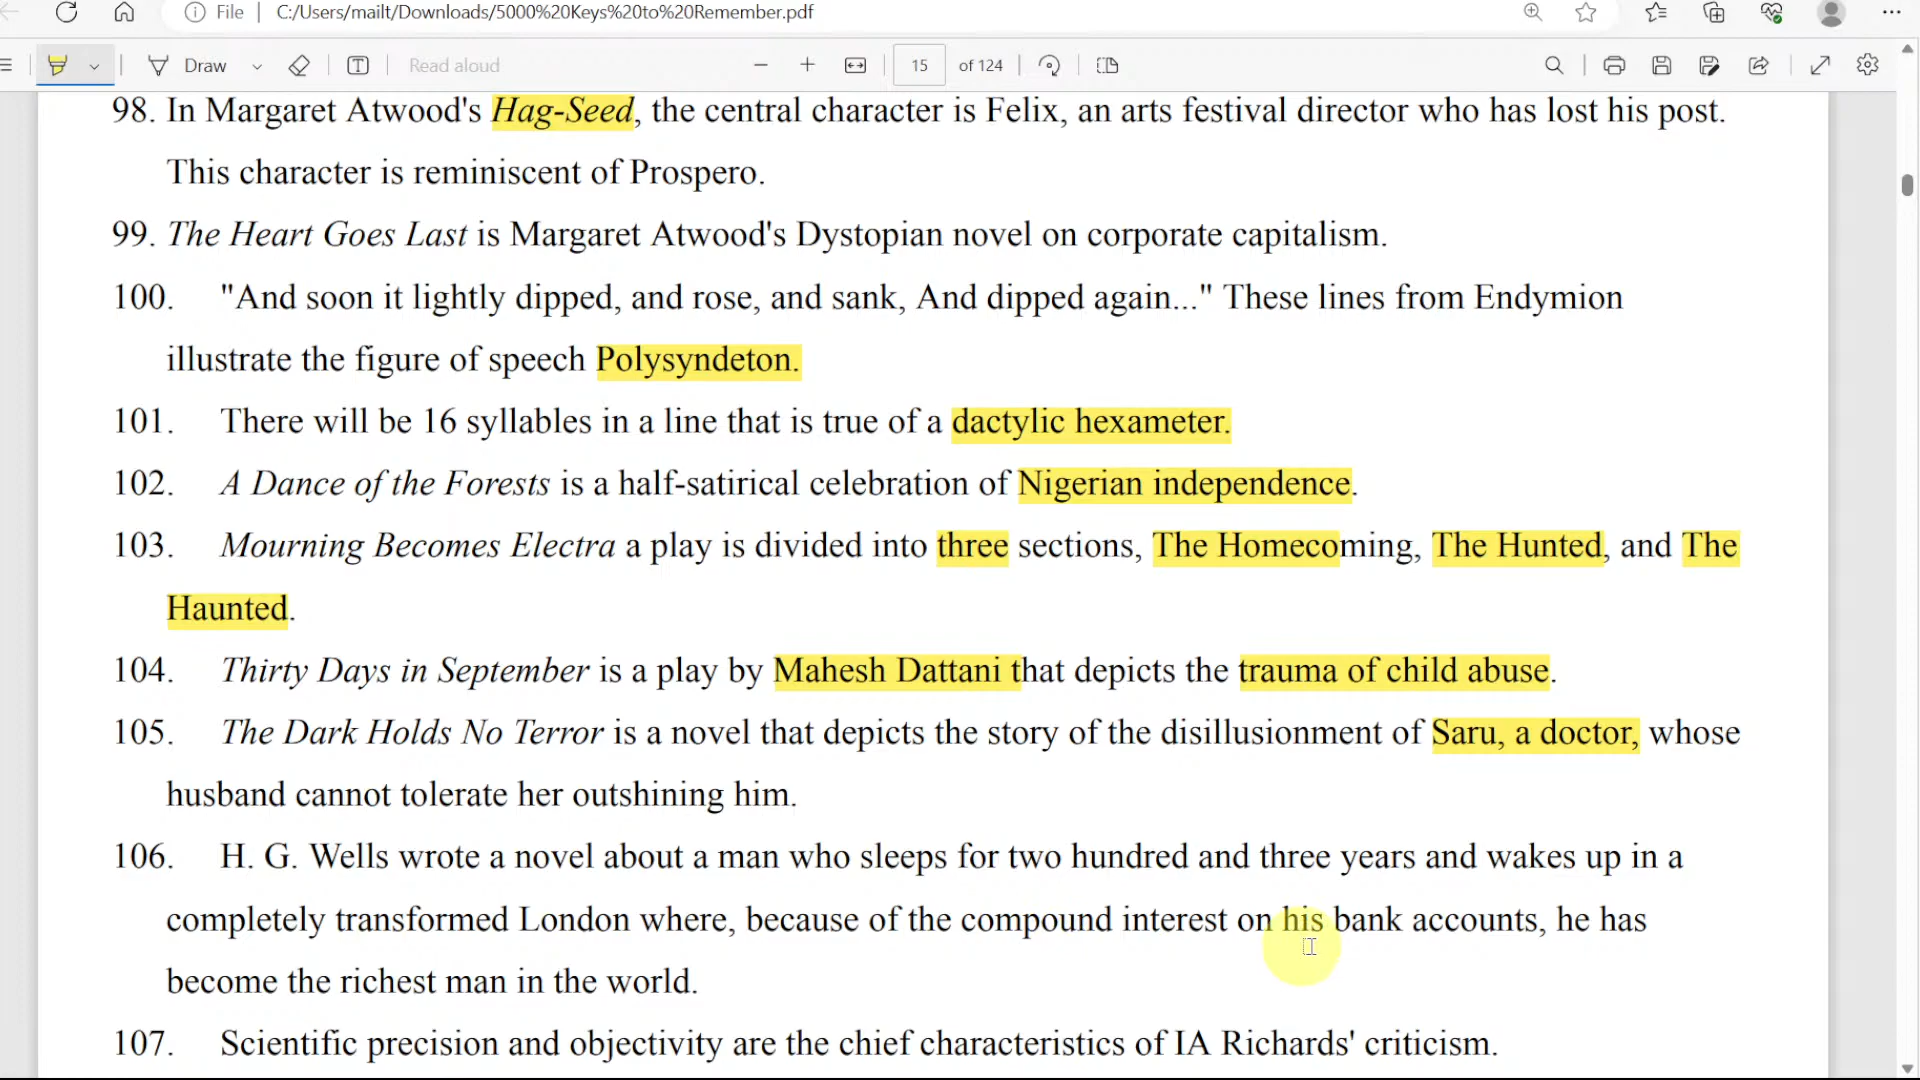 File
C:/Users/mailt/Downloads/5000%20Keys%20to%20Remember.pdf
Draw
Read aloud
15
of 124
98. In Margaret Atwood's Hag-Seed, the central character is Felix, an arts festival director who has lost his post.
This character is reminiscent of Prospero.
99. The Heart Goes Last is Margaret Atwood's Dystopian novel on corporate capitalism.
100. "And soon it lightly dipped, and rose, and sank, And dipped again..." These lines from Endymion
illustrate the figure of speech Polysyndeton.
101. There will be 16 syllables in a line that is true of a dactylic hexameter.
102. A Dance of the Forests is a half-satirical celebration of Nigerian independence.
103. Mourning Becomes Electra a play is divided into three sections, The Homecoming, The Hunted, and The
Haunted.
104. Thirty Days in September is a play by Mahesh Dattani that depicts the trauma of child abuse.
105. The Dark Holds No Terror is a novel that depicts the story of the disillusionment of Saru, a doctor, whose
husband cannot tolerate her outshining him.
106. H. G. Wells wrote a novel about a man who sleeps for two hundred and three years and wakes up in a
completely transformed London where, because of the compound interest on his bank accounts, he has
become the richest man in the world.
107. Scientific precision and objectivity are the chief characteristics of IA Richards' criticism.